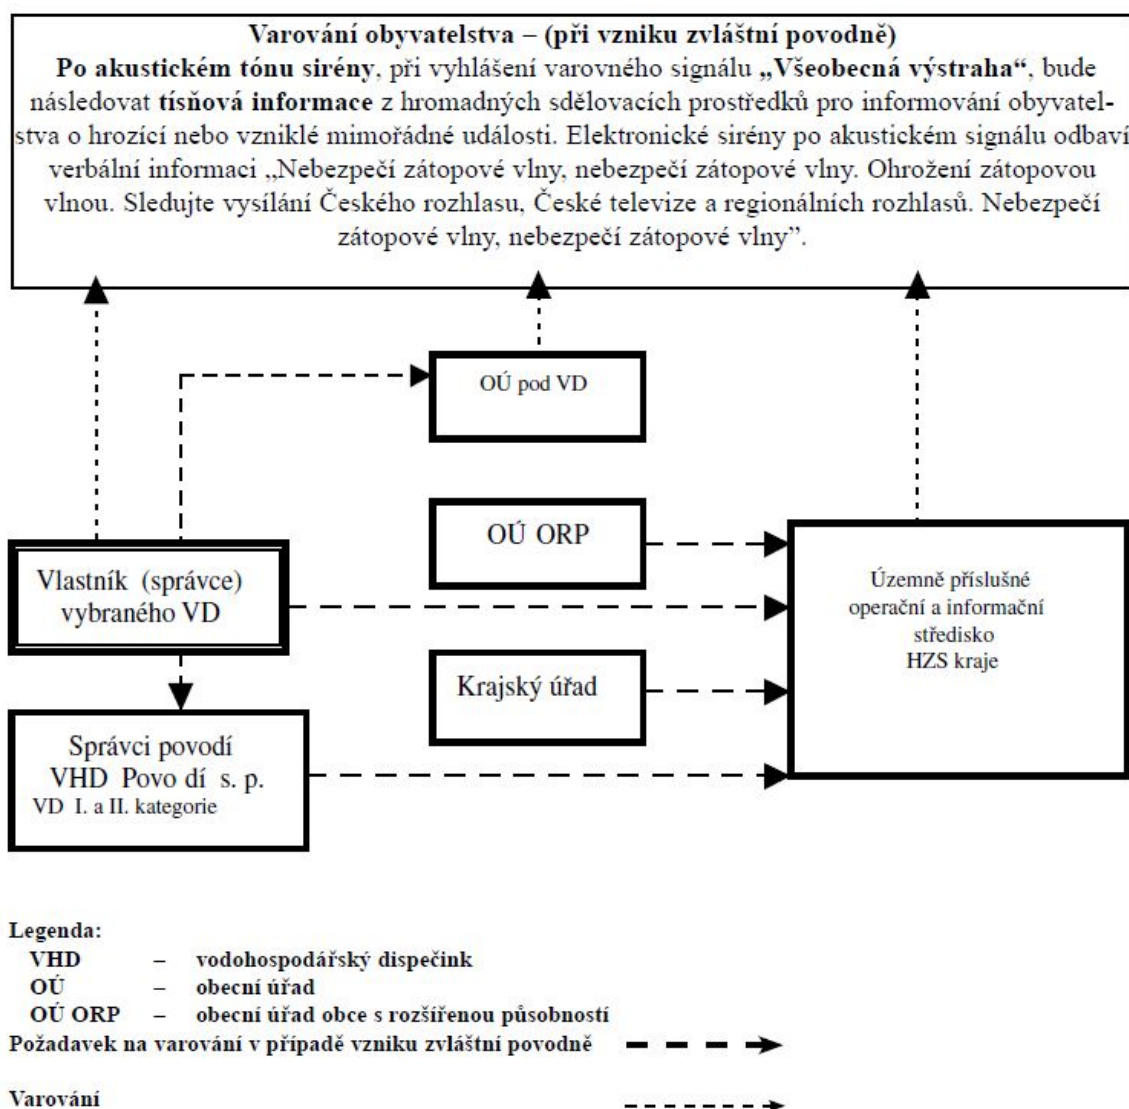 Varování obyvatelstva – (při vzniku zvláštní povodně)
Po akustickém tónu sirény, při vyhlášení varovného signálu „Všeobecná výstraha“, bude
následovat tísňová informace z hromadných sdělovacích prostředků pro informování obyvatel-
stva o hrozící nebo vzniklé mimořádné události. Elektronické sirény po akustickém signálu odbaví
verbální informaci „Nebezpečí zátopové vlny, nebezpečí zátopové vlny. Ohrožení zátopovou
vlnou. Sledujte vysílání Českého rozhlasu, České televize a regionálních rozhlasů. Nebezpečí
zátopové vlny, nebezpečí zátopové vlny”.
OÚ pod VD
OÚ ORP
Vlastník (správce)
vybraného VD
Územně příslušné
operační a informační
středisko
HZS kraje
Krajský úřad
Správci povodí
VHD Povo dí s. p.
VD I. a II. kategorie
Legenda:
VHD – vodohospodářský dispečink
OÚ – obecní úřad
OÚ ORP – obecní úřad obce s rozšířenou působností
Požadavek na varování v případě vzniku zvláštní povodně
Varování